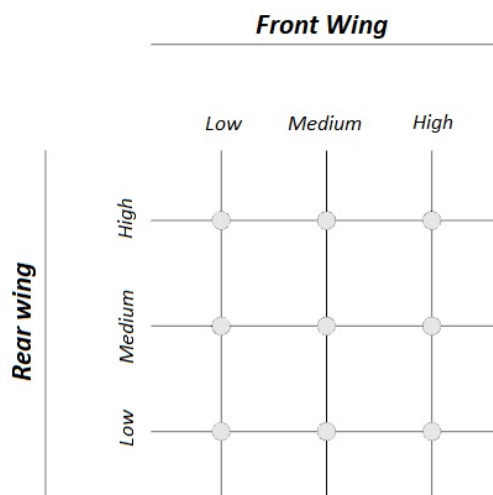 Front Wing
Low Medium High
High
Medium
Low
Rear wing